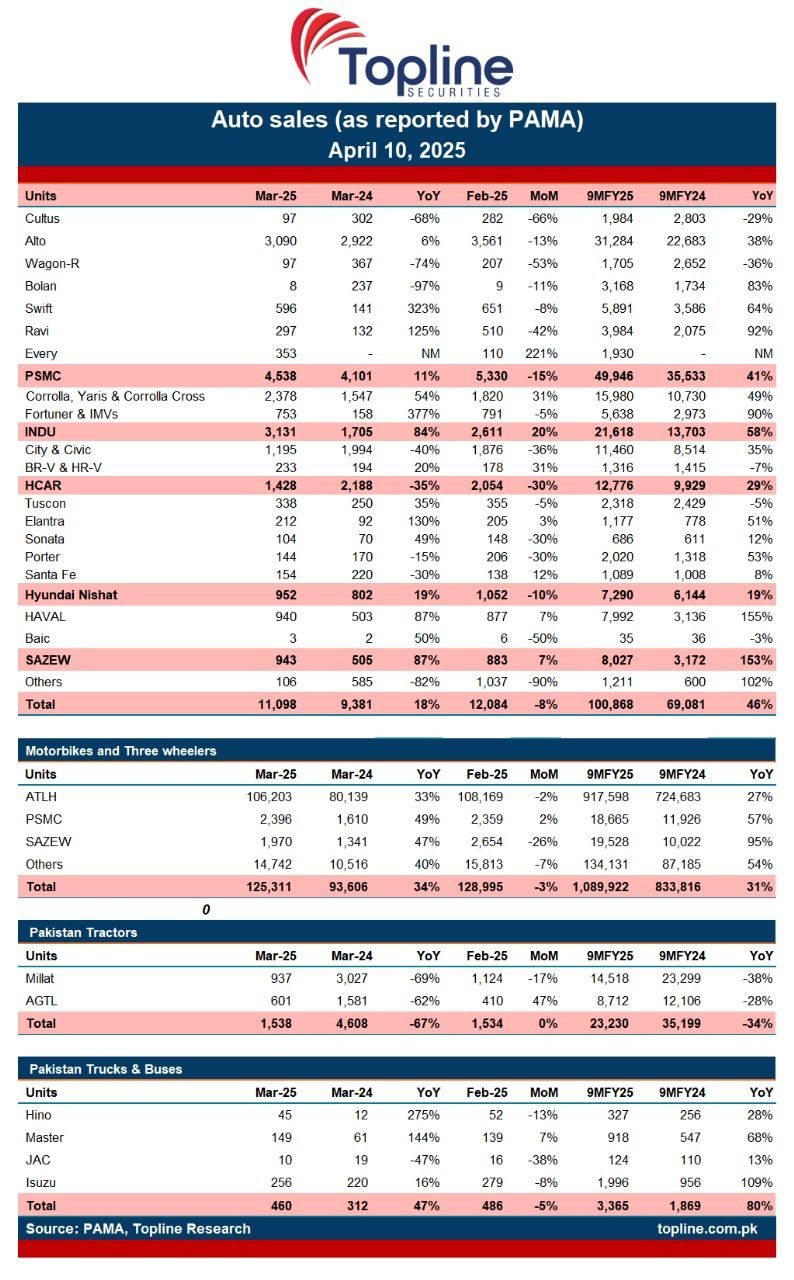 Topline
SECURITIES
Auto sales (as reported by PAMA)
April 10, 2025
Units Mar-25 Mar-24 YoY Feb-25 MoM 9MFY25 9MFY24 YoY
Cultus 97 302 -68% 282 -66% 1,984 2,803 -29%
Alto 3,090 2,922 6% 3,561 -13% 31,284 22,683 38%
Wagon-R 97 367 -74% 207 -53% 1,705 2,652 -36%
Bolan 8 237 -97% 9 -11% 3,168 1,734 83%
Swift 596 141 323% 651 -8% 5,891 3,586 64%
Ravi 297 132 125% 510 -42% 3,984 2,075 92%
Every 353 - NM 110 221% 1,930 - NM
PSMC 4,538 4,101 11% 5,330 -15% 49,946 35,533 41%
Corrolla, Yaris & Corrolla Cross 2,378 1,547 54% 1,820 31% 15,980 10,730 49%
Fortuner & IMVs 753 158 377% 791 -5% 5,638 2,973 90%
INDU 3,131 1,705 84% 2,611 20% 21,618 13,703 58%
City & Civic 1,195 1,994 -40% 1,876 -36% 11,460 8,514 35%
BR-V & HR-V 233 194 20% 178 31% 1,316 1,415 -7%
HCAR 1,428 2,188 -35% 2,054 -30% 12,776 9,929 29%
Tuscon 338 250 35% 355 -5% 2,318 2,429 -5%
Elantra 212 92 130% 205 3% 1,177 778 51%
Sonata 104 70 49% 148 -30% 686 611 12%
Porter 144 170 -15% 206 -30% 2,020 1,318 53%
Santa Fe 154 220 -30% 138 12% 1,089 1,008 8%
Hyundai Nishat 952 802 19% 1,052 -10% 7,290 6,144 19%
HAVAL 940 503 87% 877 7% 7,992 3,136 155%
Baic 3 2 50% 6 -50% 35 36 -3%
SAZEW 943 505 87% 883 7% 8,027 3,172 153%
Others 106 585 -82% 1,037 -90% 1,211 600 102%
Total 11,098 9,381 18% 12,084 -8% 100,868 69,081 46%
Motorbikes and Three wheelers
Units Mar-25 Mar-24 YoY Feb-25 MoM 9MFY25 9MFY24 YoY
ATLH 106,203 80,139 33% 108,169 -2% 917,598 724,683 27%
PSMC 2,396 1,610 49% 2,359 2% 18,665 11,926 57%
SAZEW 1,970 1,341 47% 2,654 -26% 19,528 10,022 95%
Others 14,742 10,516 40% 15,813 -7% 134,131 87,185 54%
Total 125,311 93,606 34% 128,995 -3% 1,089,922 833,816 31%
0
Pakistan Tractors
Units Mar-25 Mar-24 YoY Feb-25 MoM 9MFY25 9MFY24 YoY
Millat 937 3,027 -69% 1,124 -17% 14,518 23,299 -38%
AGTL 601 1,581 -62% 410 47% 8,712 12,106 -28%
Total 1,538 4,608 -67% 1,534 0% 23,230 35,199 -34%
Pakistan Trucks & Buses
Units Mar-25 Mar-24 YoY Feb-25 MoM 9MFY25 9MFY24 YoY
Hino 45 12 275% 52 -13% 327 256 28%
Master 149 61 144% 139 7% 918 547 68%
JAC 10 19 -47% 16 -38% 124 110 13%
Isuzu 256 220 16% 279 -8% 1,996 956 109%
Total 460 312 47% 486 -5% 3,365 1,869 80%
Source: PAMA, Topline Research topline.com.pk